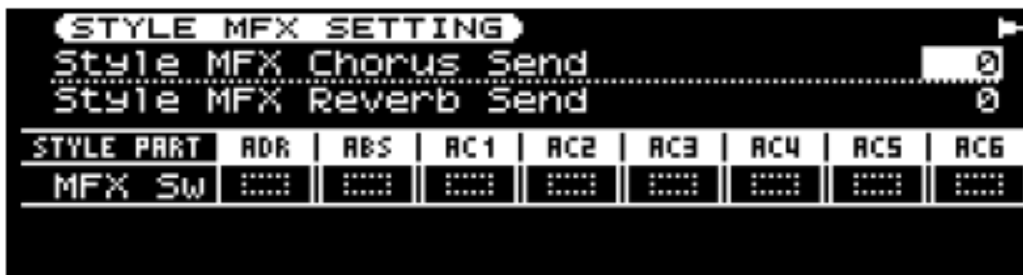 STYLE MFX SETTING
Style MFX Chorus Send 0
Style MFX Reverb Send 0
STYLE PART ADR ABS AC1 AC2 AC3 AC4 AC5 AC6
MFX Sw